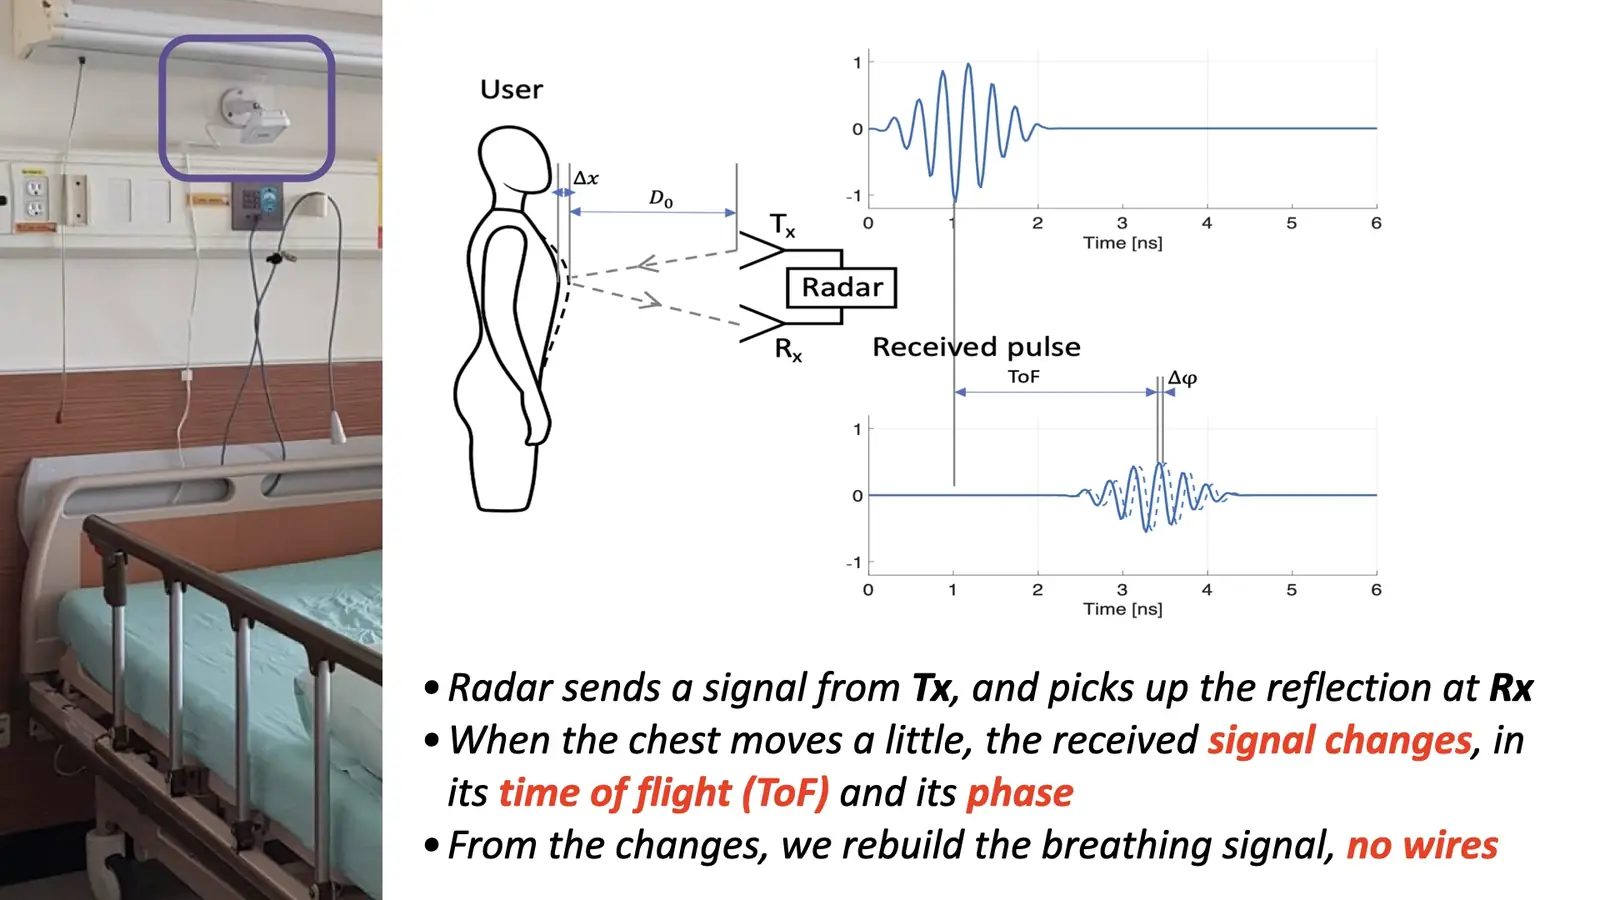 User
Δx
D₀
Tx
Radar
Rx
1
0
-1
0 1 2 3 4 5 6
Time [ns]
Received pulse
ToF
Δφ
1
0
-1
0 1 2 3 4 5 6
Time [ns]
• Radar sends a signal from Tx, and picks up the reflection at Rx
• When the chest moves a little, the received signal changes, in
its time of flight (ToF) and its phase
• From the changes, we rebuild the breathing signal, no wires